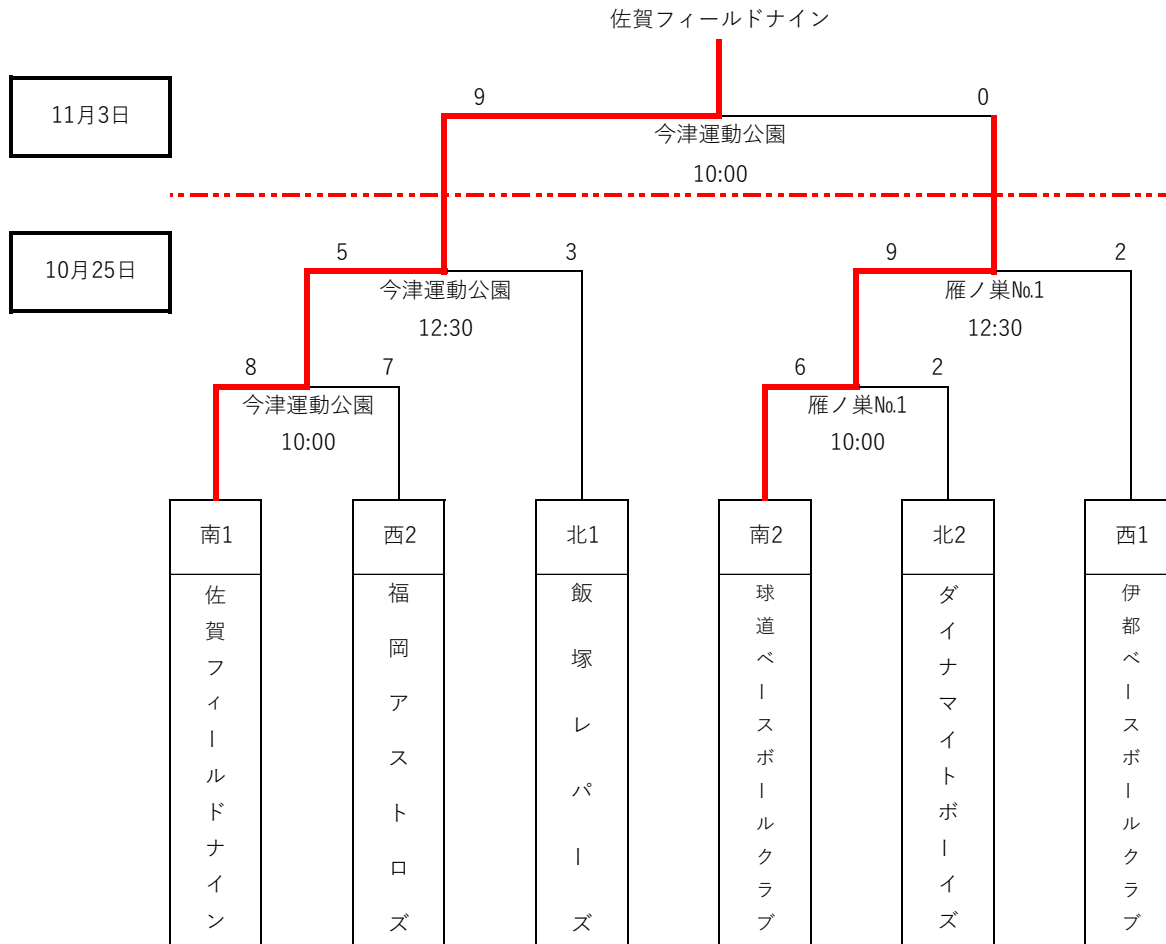 佐賀フィールドナイン
11月3日
9
0
今津運動公園
10:00
10月25日
5
3
9
2
今津運動公園
雁ノ巣№1
12:30
12:30
8
7
6
2
今津運動公園
雁ノ巣№1
10:00
10:00
南1
西2
北1
南2
北2
西1
佐賀フィールドナイン
福岡アストロズ
飯塚レパーズ
球道ベースボールクラブ
ダイナマイトボーイズ
伊都ベースボールクラブ